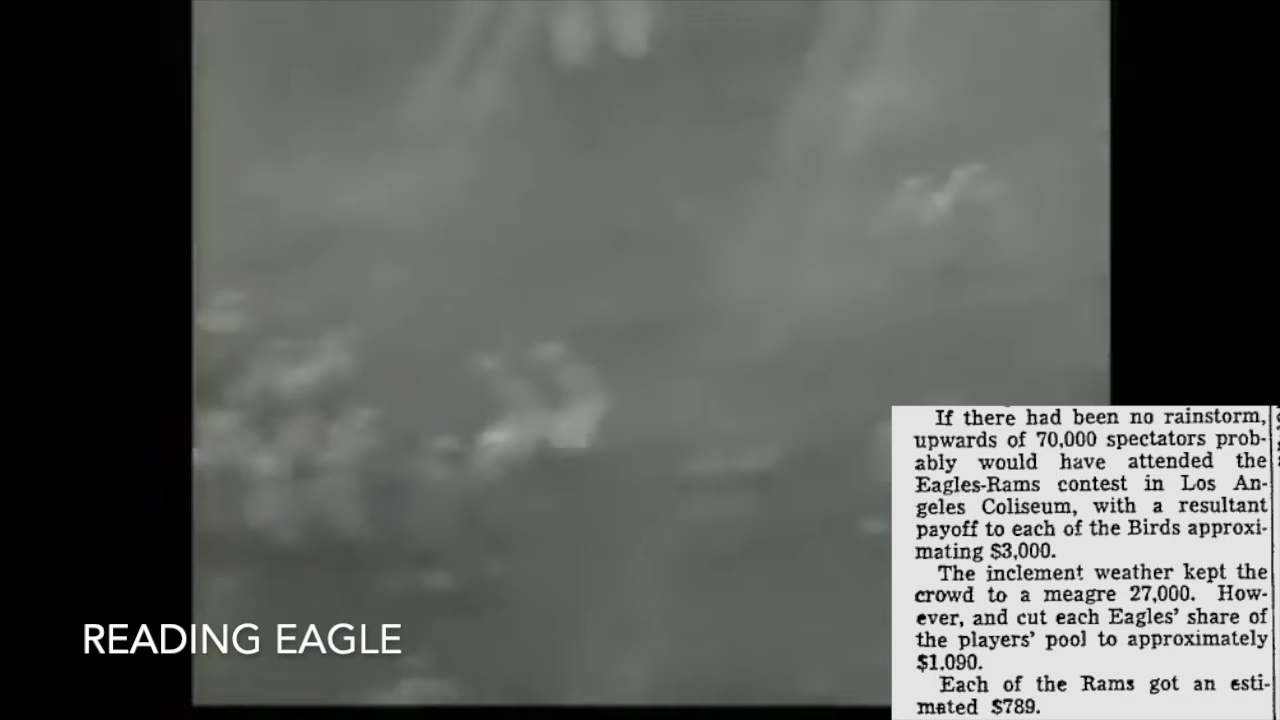 If there had been no rainstorm,
upwards of 70,000 spectators prob-
ably would have attended the
Eagles-Rams contest in Los An-
geles Coliseum, with a resultant
payoff to each of the Birds approxi-
mating $3,000.
The inclement weather kept the
crowd to a meagre 27,000. How-
ever, and cut each Eagles' share of
the players' pool to approximately
$1.090.
Each of the Rams got an esti-
mated $789.
READING EAGLE